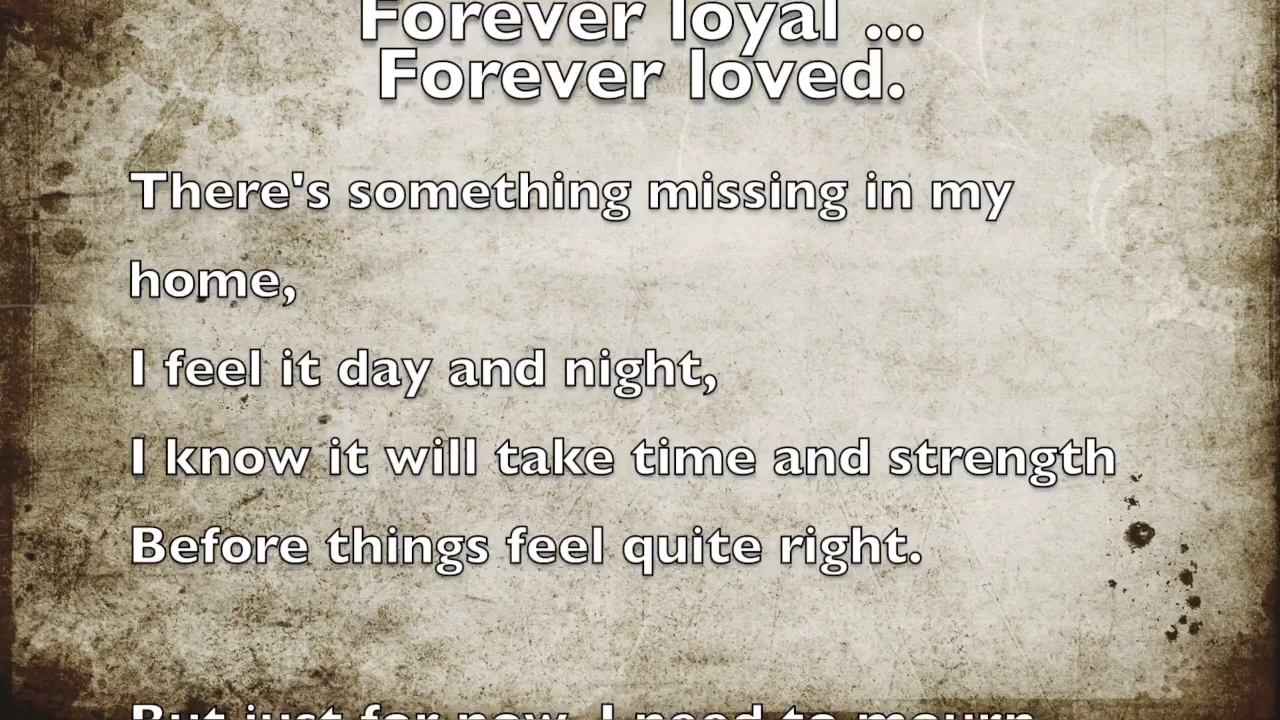 Forever loyal ...
Forever loved.
There's something missing in my
home,
I feel it day and night,
I know it will take time and strength
Before things feel quite right.
But just for now, I need to mourn